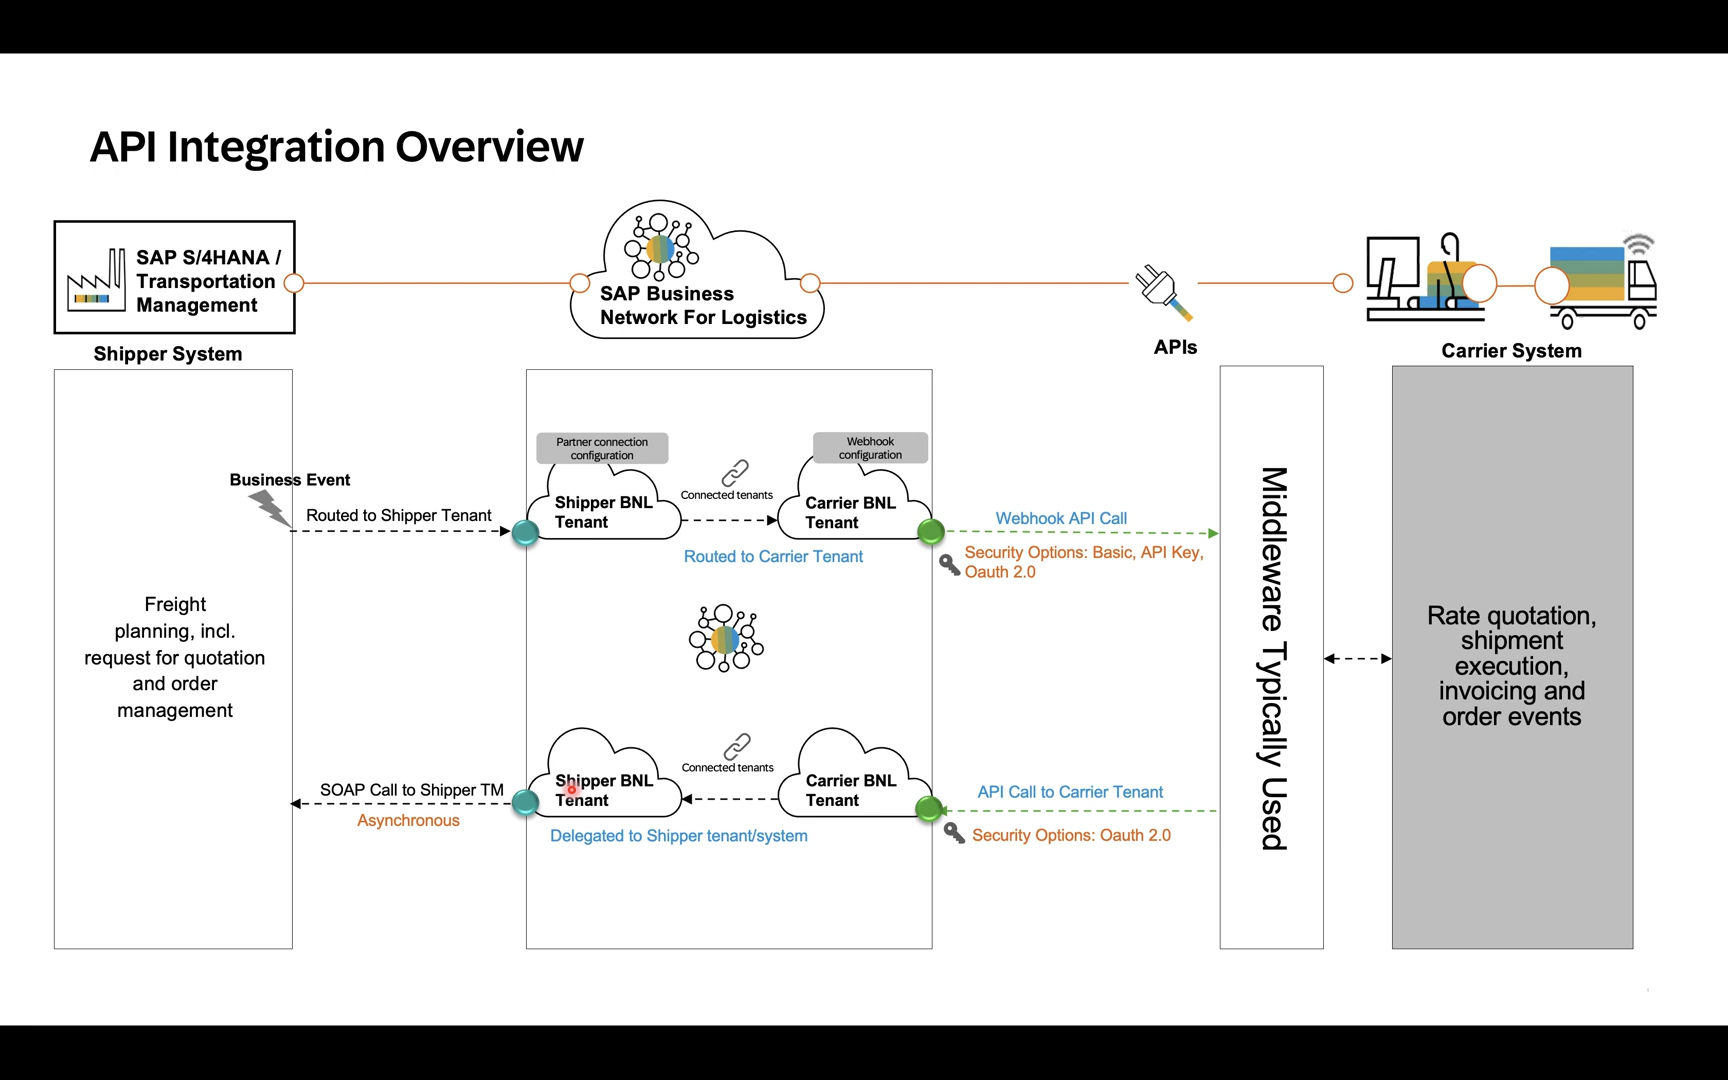 API Integration Overview
SAP S/4HANA /
Transportation
Management
SAP Business
Network For Logistics
APIs
Shipper System
Carrier System
Partner connection
configuration
Webhook
configuration
Business Event
Routed to Shipper Tenant
Shipper BNL
Tenant
Connected tenants
Carrier BNL
Tenant
Routed to Carrier Tenant
Webhook API Call
Security Options: Basic, API Key,
Oauth 2.0
Freight
planning, incl.
request for quotation
and order
management
Middleware Typically Used
Rate quotation,
shipment
execution,
invoicing and
order events
SOAP Call to Shipper TM
Asynchronous
Shipper BNL
Tenant
Connected tenants
Carrier BNL
Tenant
Delegated to Shipper tenant/system
API Call to Carrier Tenant
Security Options: Oauth 2.0